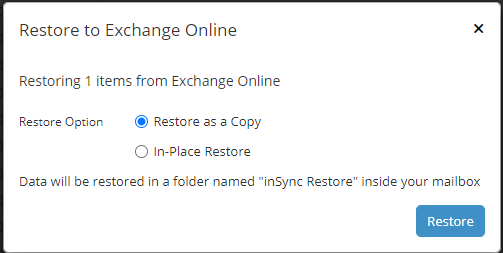 Restore to Exchange Online
Restoring 1 items from Exchange Online
Restore Option Restore as a Copy
In-Place Restore
Data will be restored in a folder named "inSync Restore" inside your mailbox
Restore